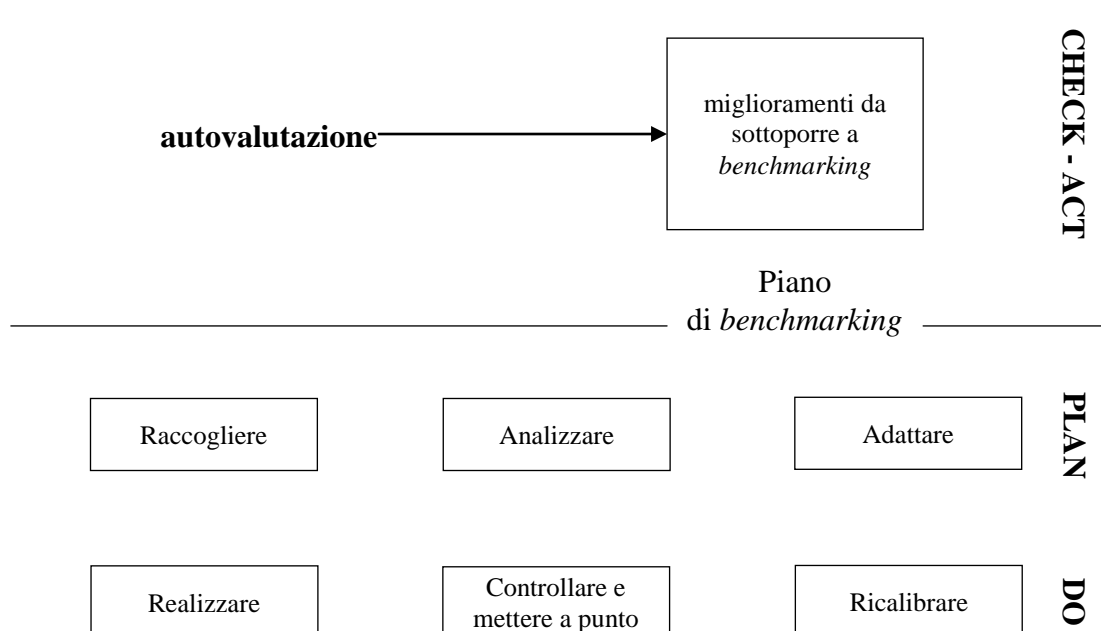 CHECK - ACT
miglioramenti da
autovalutazione
sottoporre a
benchmarking
Piano
di benchmarking
PLAN
Raccogliere
Analizzare
Adattare
DO
Realizzare
Controllare e
mettere a punto
Ricalibrare